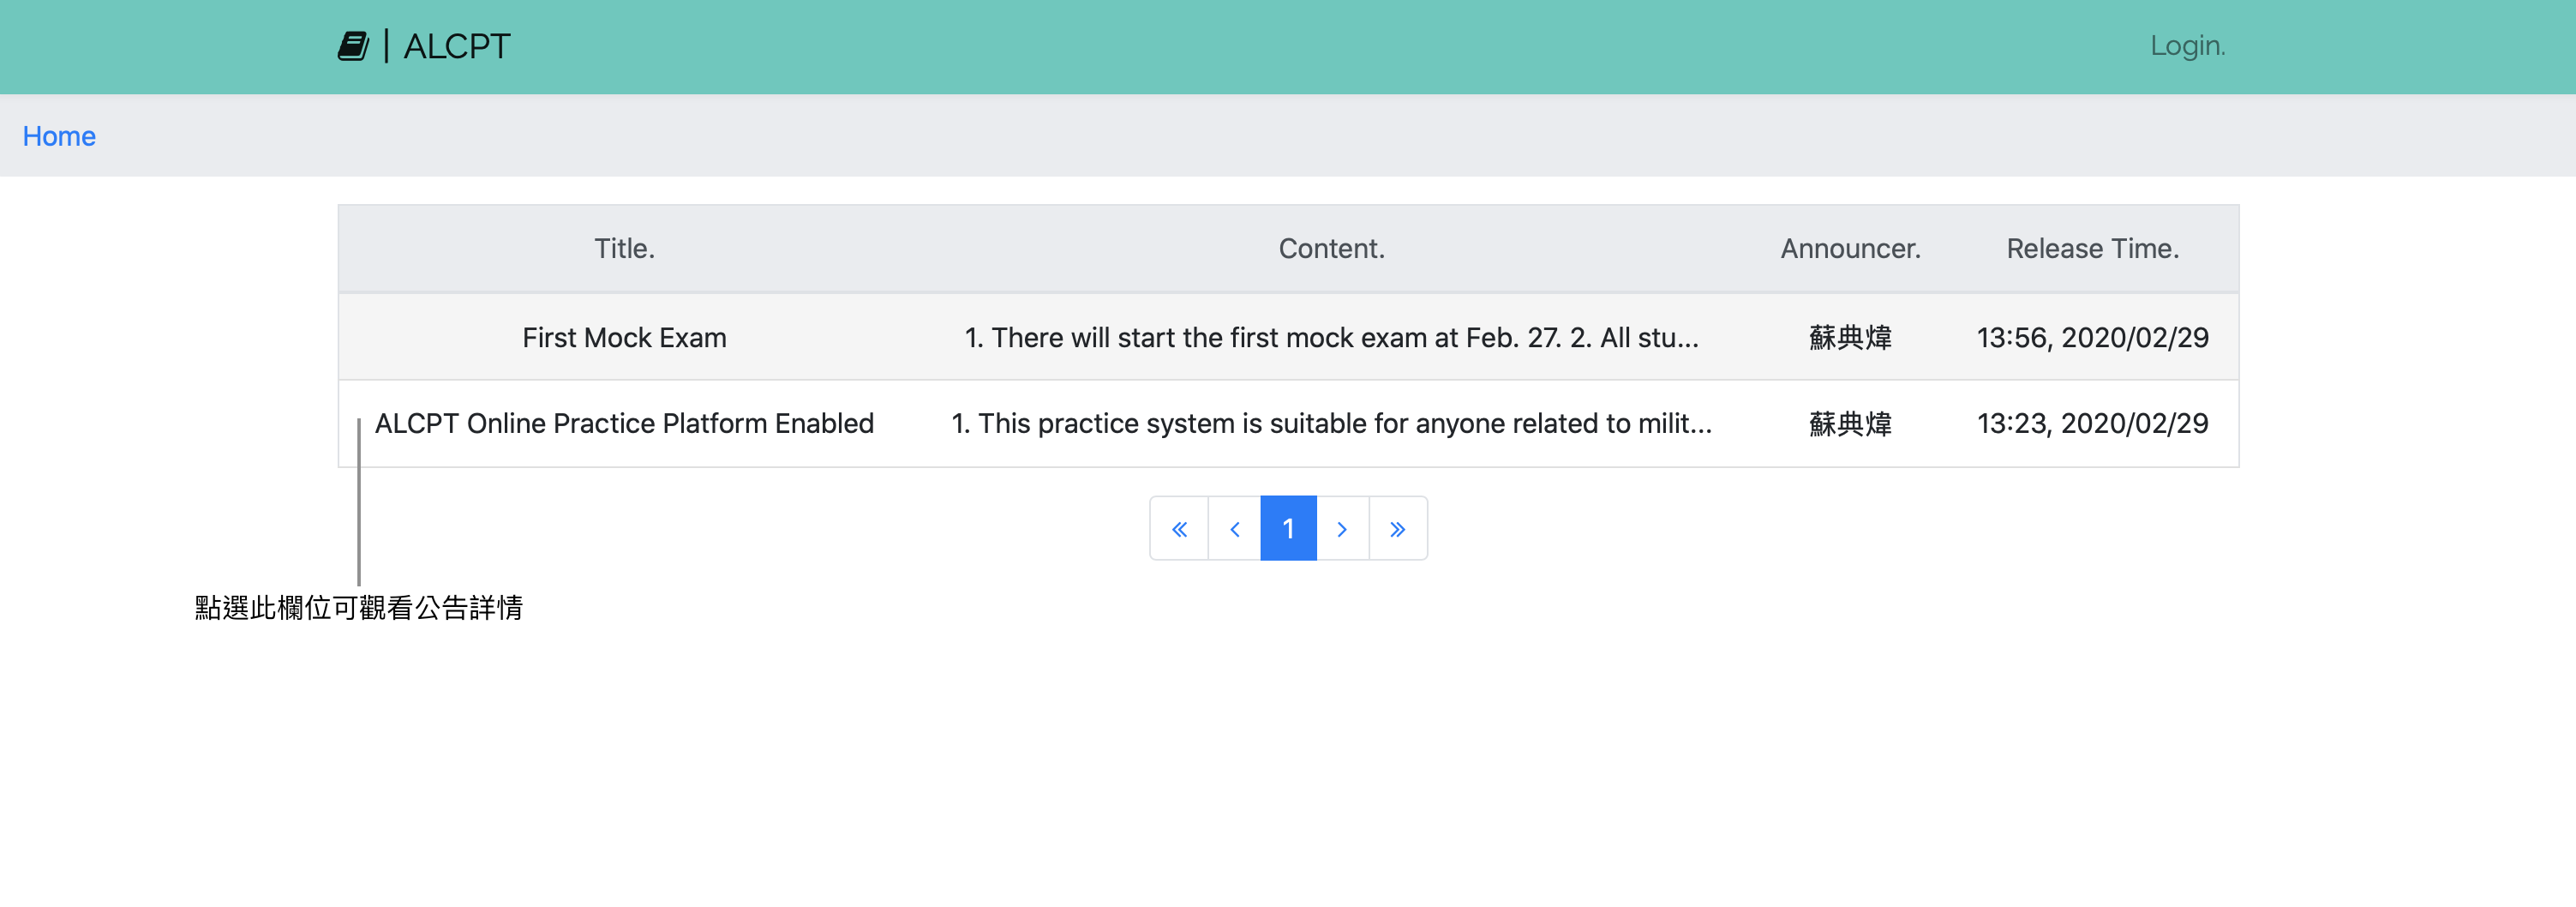 | ALCPT Login.
Home
Title. Content. Announcer. Release Time.
First Mock Exam 1. There will start the first mock exam at Feb. 27. 2. All stu... 蘇典煒 13:56, 2020/02/29
ALCPT Online Practice Platform Enabled 1. This practice system is suitable for anyone related to milit... 蘇典煒 13:23, 2020/02/29
« ‹ 1 › »
點選此欄位可觀看公告詳情